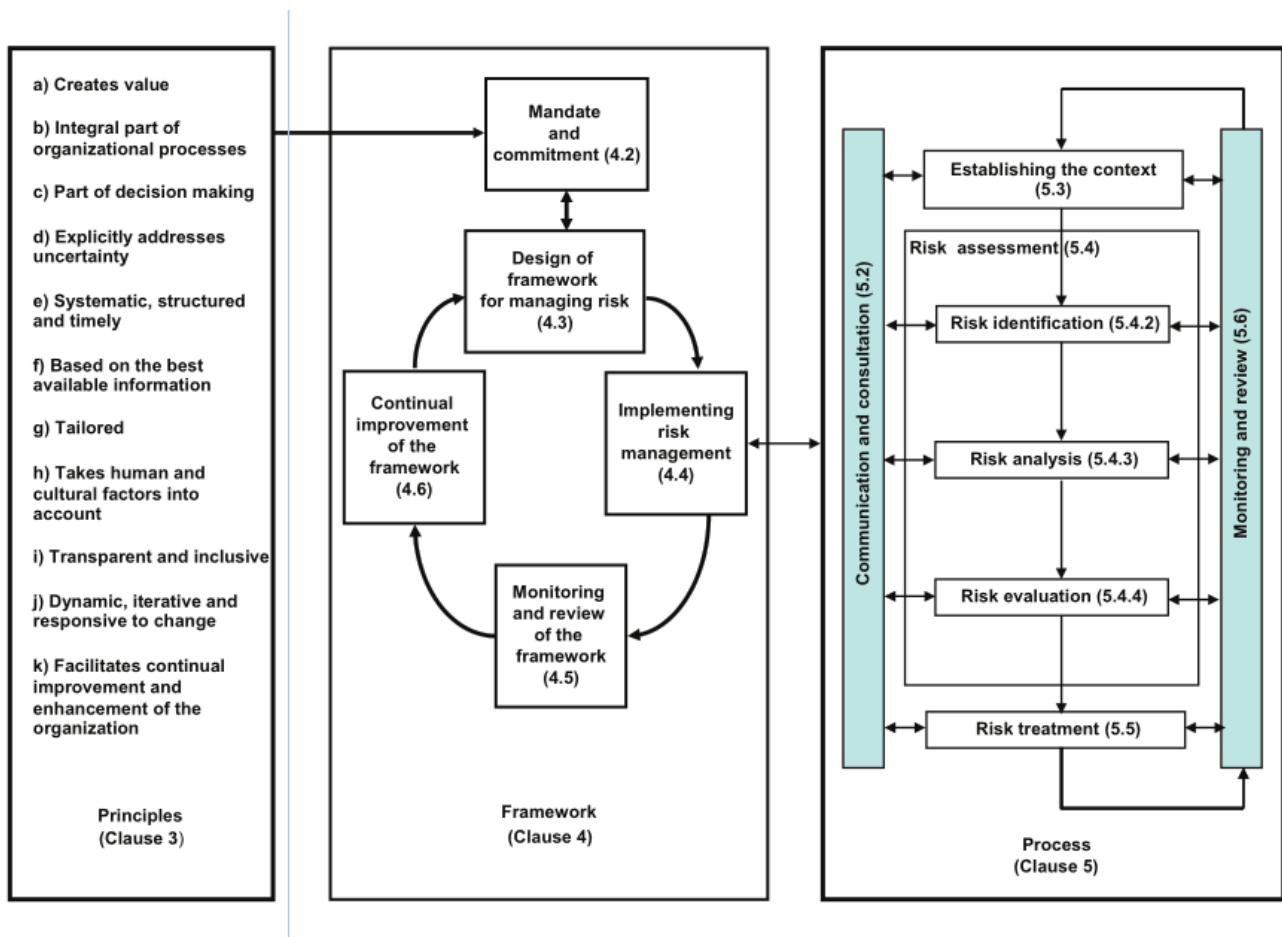 a) Creates value
b) Integral part of
organizational processes
c) Part of decision making
d) Explicitly addresses
uncertainty
e) Systematic, structured
and timely
f) Based on the best
available information
g) Tailored
h) Takes human and
cultural factors into
account
i) Transparent and inclusive
j) Dynamic, iterative and
responsive to change
k) Facilitates continual
improvement and
enhancement of the
organization
Principles
(Clause 3)
Mandate
and
commitment (4.2)
Design of
framework
for managing risk
(4.3)
Continual
improvement
of the
framework
(4.6)
Implementing
risk
management
(4.4)
Monitoring
and review
of the
framework
(4.5)
Framework
(Clause 4)
Communication and consultation (5.2)
Establishing the context
(5.3)
Risk assessment (5.4)
Risk identification (5.4.2)
Risk analysis (5.4.3)
Risk evaluation (5.4.4)
Risk treatment (5.5)
Monitoring and review (5.6)
Process
(Clause 5)